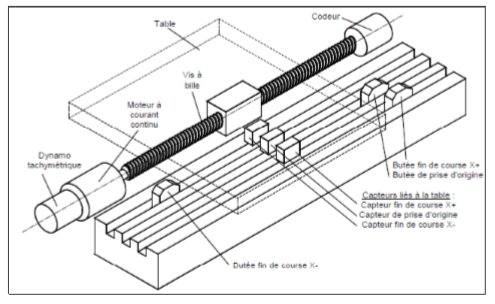 Codeur
Table
Vis à
bille
Moteur à
courant
continu
Dynamo
tachymétrique
Butée fin de course X+
Butée de prise d'origine
Capteurs liés à la table :
Capteur fin de course X+
Capteur de prise d'origine
Capteur fin de course X-
Butée fin de course X-